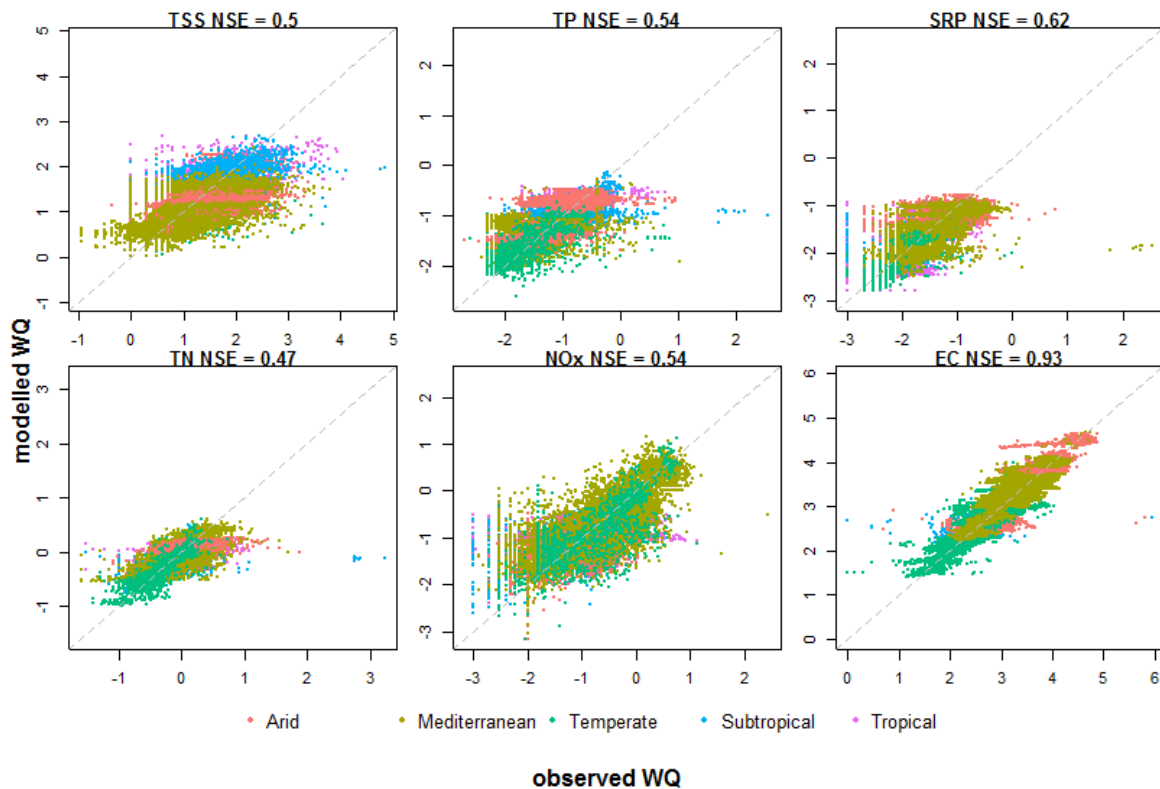 TSS NSE = 0.5
TP NSE = 0.54
SRP NSE = 0.62
5
4
3
2
1
0
-1
2
1
0
-1
-2
2
1
0
-1
-2
-3
-1 0 1 2 3 4 5
-2 -1 0 1 2
-3 -2 -1 0 1 2
modelled WQ
TN NSE = 0.47
NOx NSE = 0.54
EC NSE = 0.93
3
2
1
0
-1
2
1
0
-1
-2
-3
6
5
4
3
2
1
0
-1 0 1 2 3
-3 -2 -1 0 1 2
0 1 2 3 4 5 6
Arid Mediterranean Temperate Subtropical Tropical
observed WQ